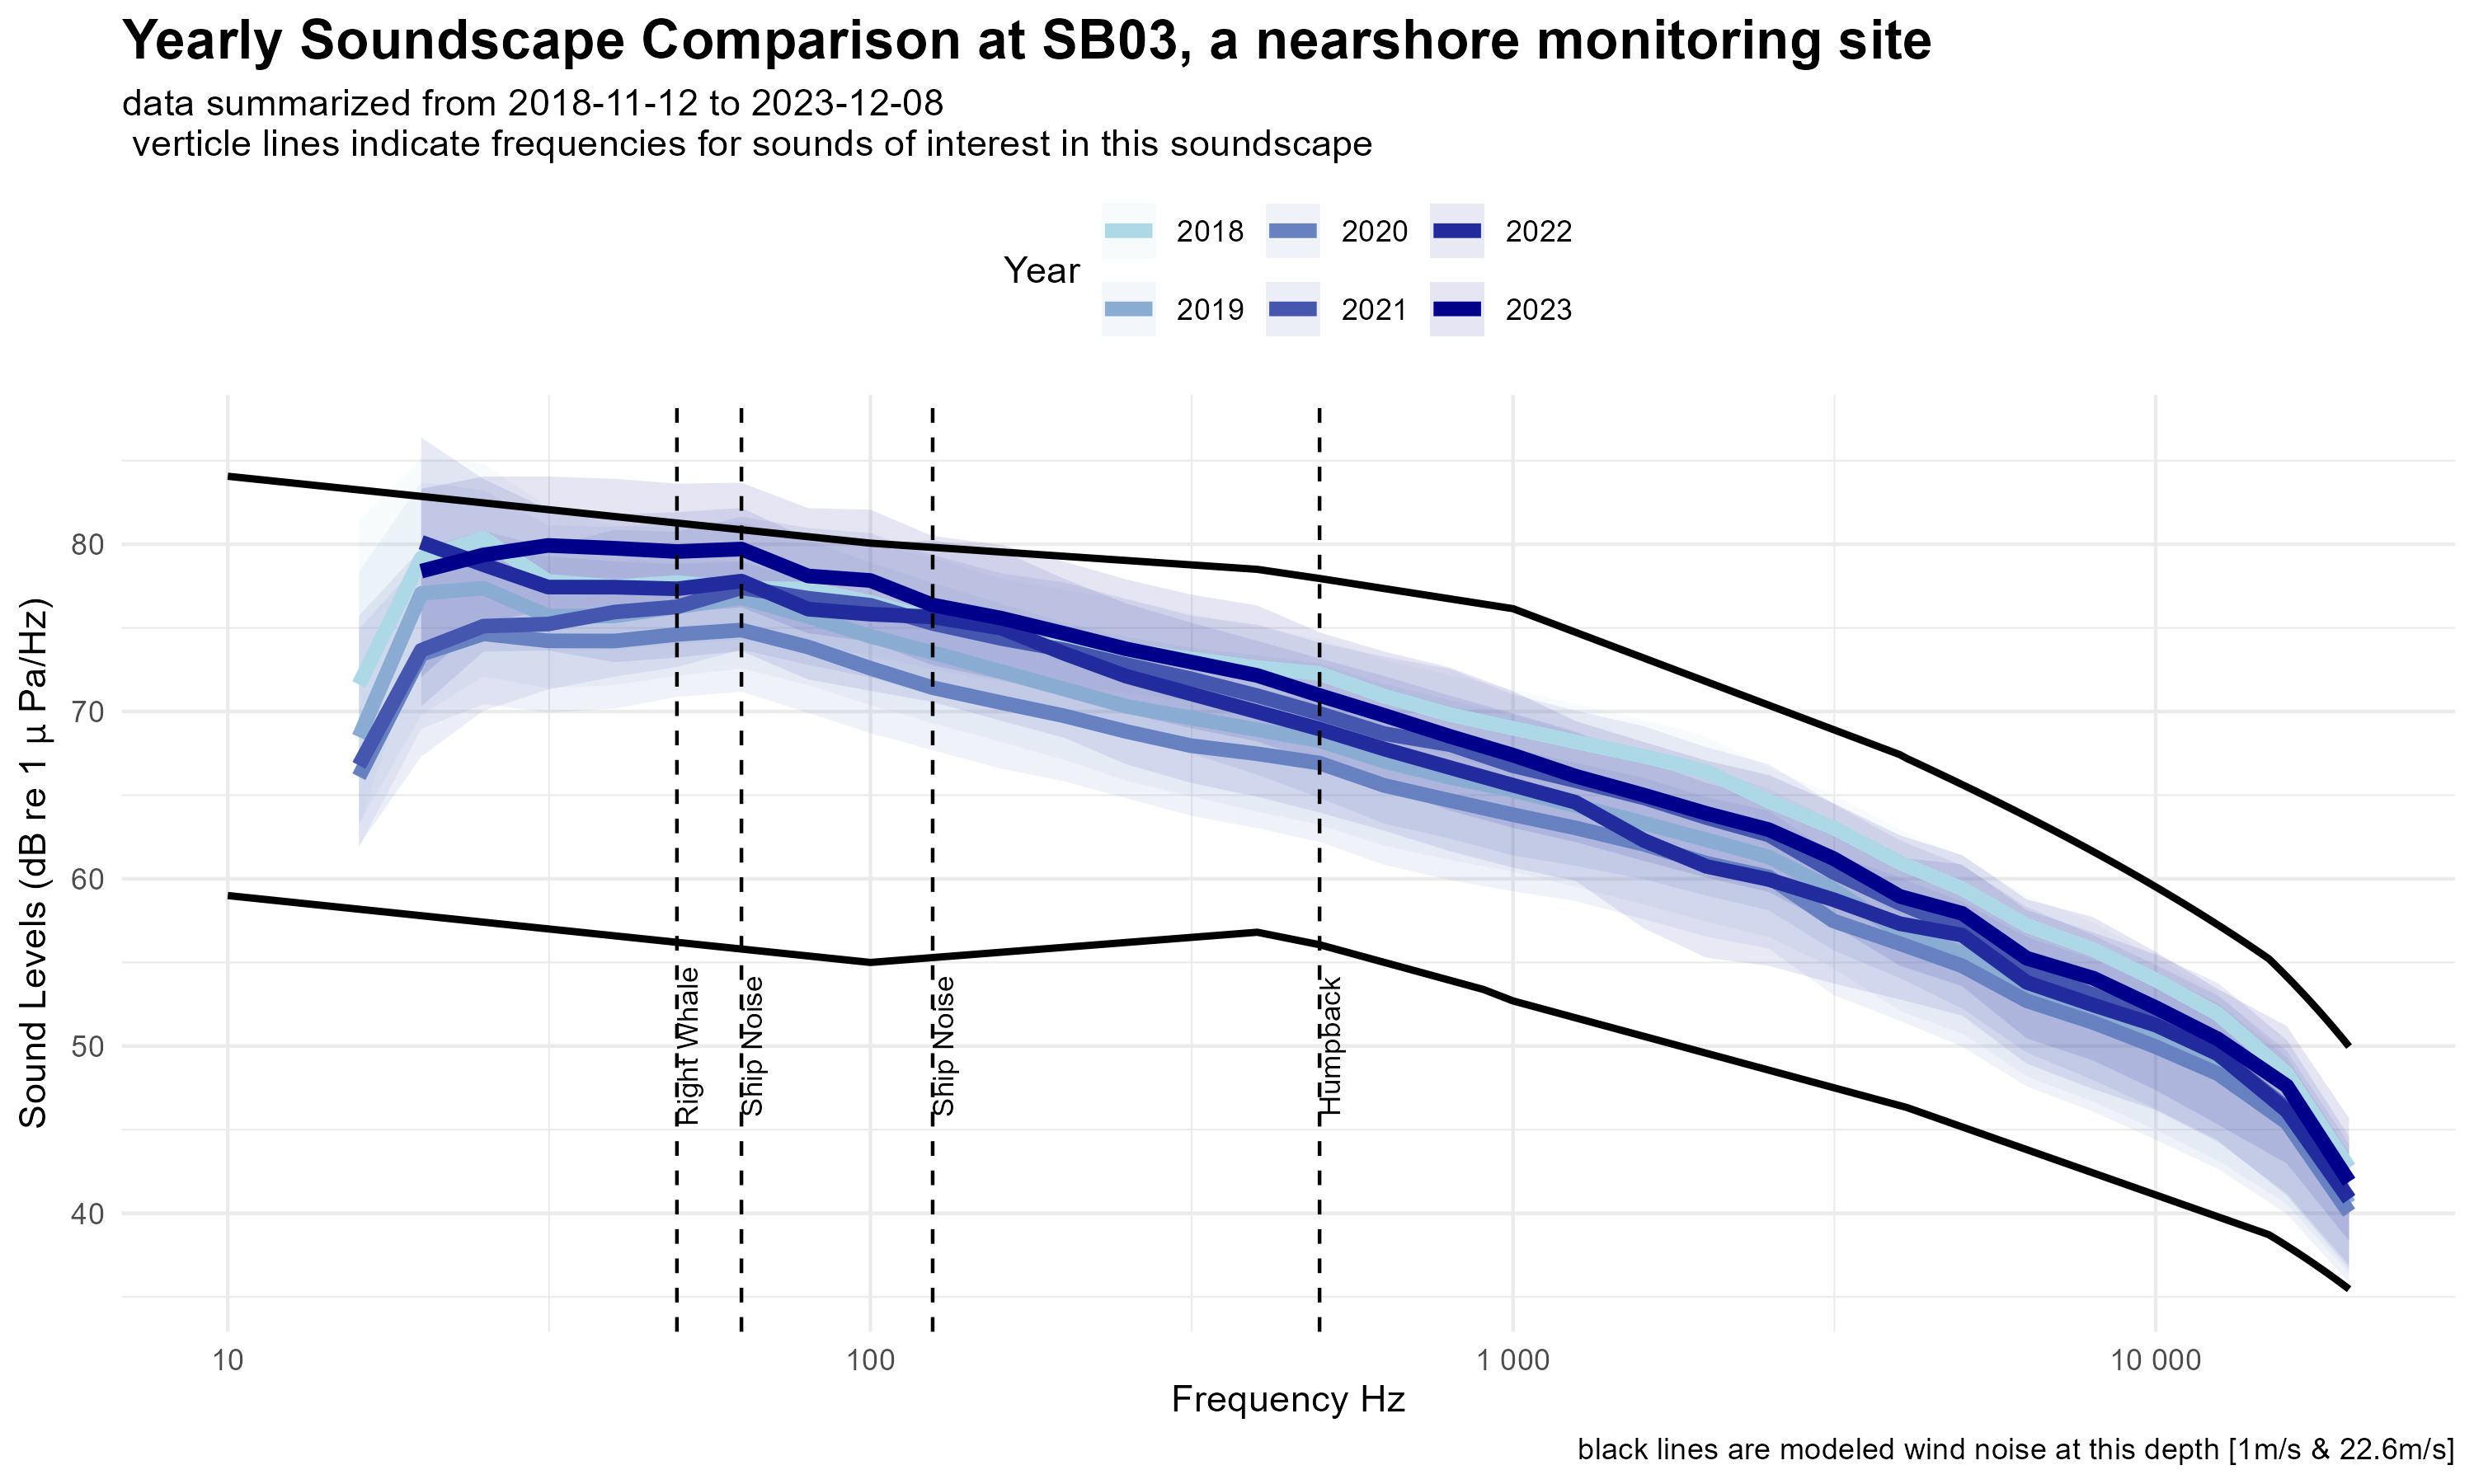 Yearly Soundscape Comparison at SB03, a nearshore monitoring site
data summarized from 2018-11-12 to 2023-12-08
verticle lines indicate frequencies for sounds of interest in this soundscape
Year
2018
2020
2022
2019
2021
2023
Sound Levels (dB re 1 µ Pa/Hz)
80
70
60
50
40
Right Whale
Ship Noise
Ship Noise
Humpback
10
100
1 000
10 000
Frequency Hz
black lines are modeled wind noise at this depth [1m/s & 22.6m/s]